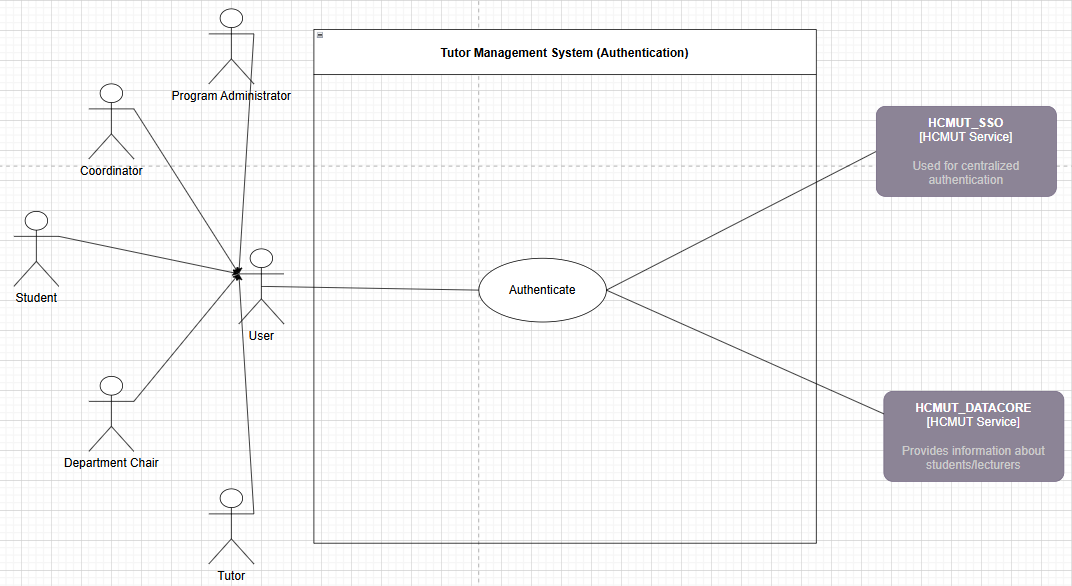 Tutor Management System (Authentication)
Program Administrator
Coordinator
Student
User
Department Chair
Tutor
Authenticate
HCMUT_SSO
[HCMUT Service]
Used for centralized
authentication
HCMUT_DATACORE
[HCMUT Service]
Provides information about
students/lecturers